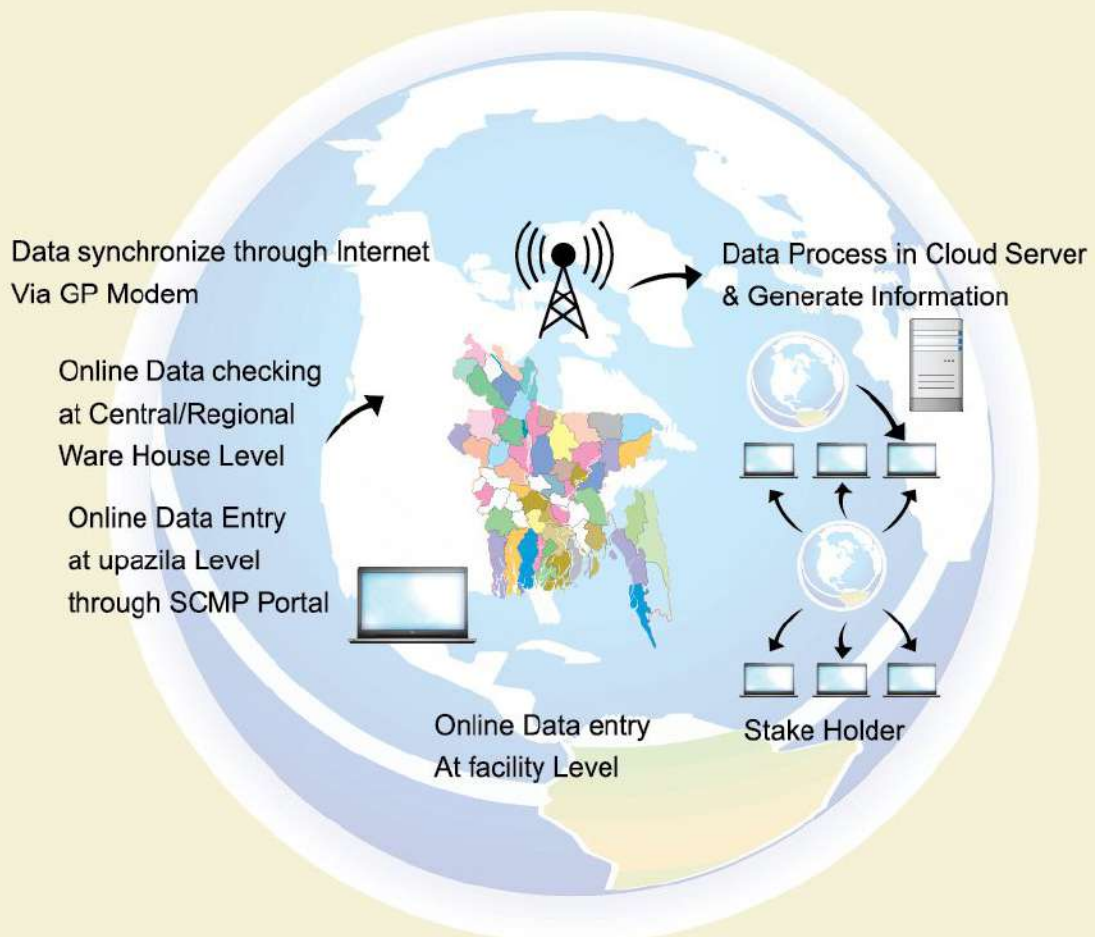 Data synchronize through Internet
Via GP Modem
Data Process in Cloud Server
& Generate Information
Online Data checking
at Central/Regional
Ware House Level
Online Data Entry
at upazila Level
through SCMP Portal
Online Data entry
At facility Level
Stake Holder